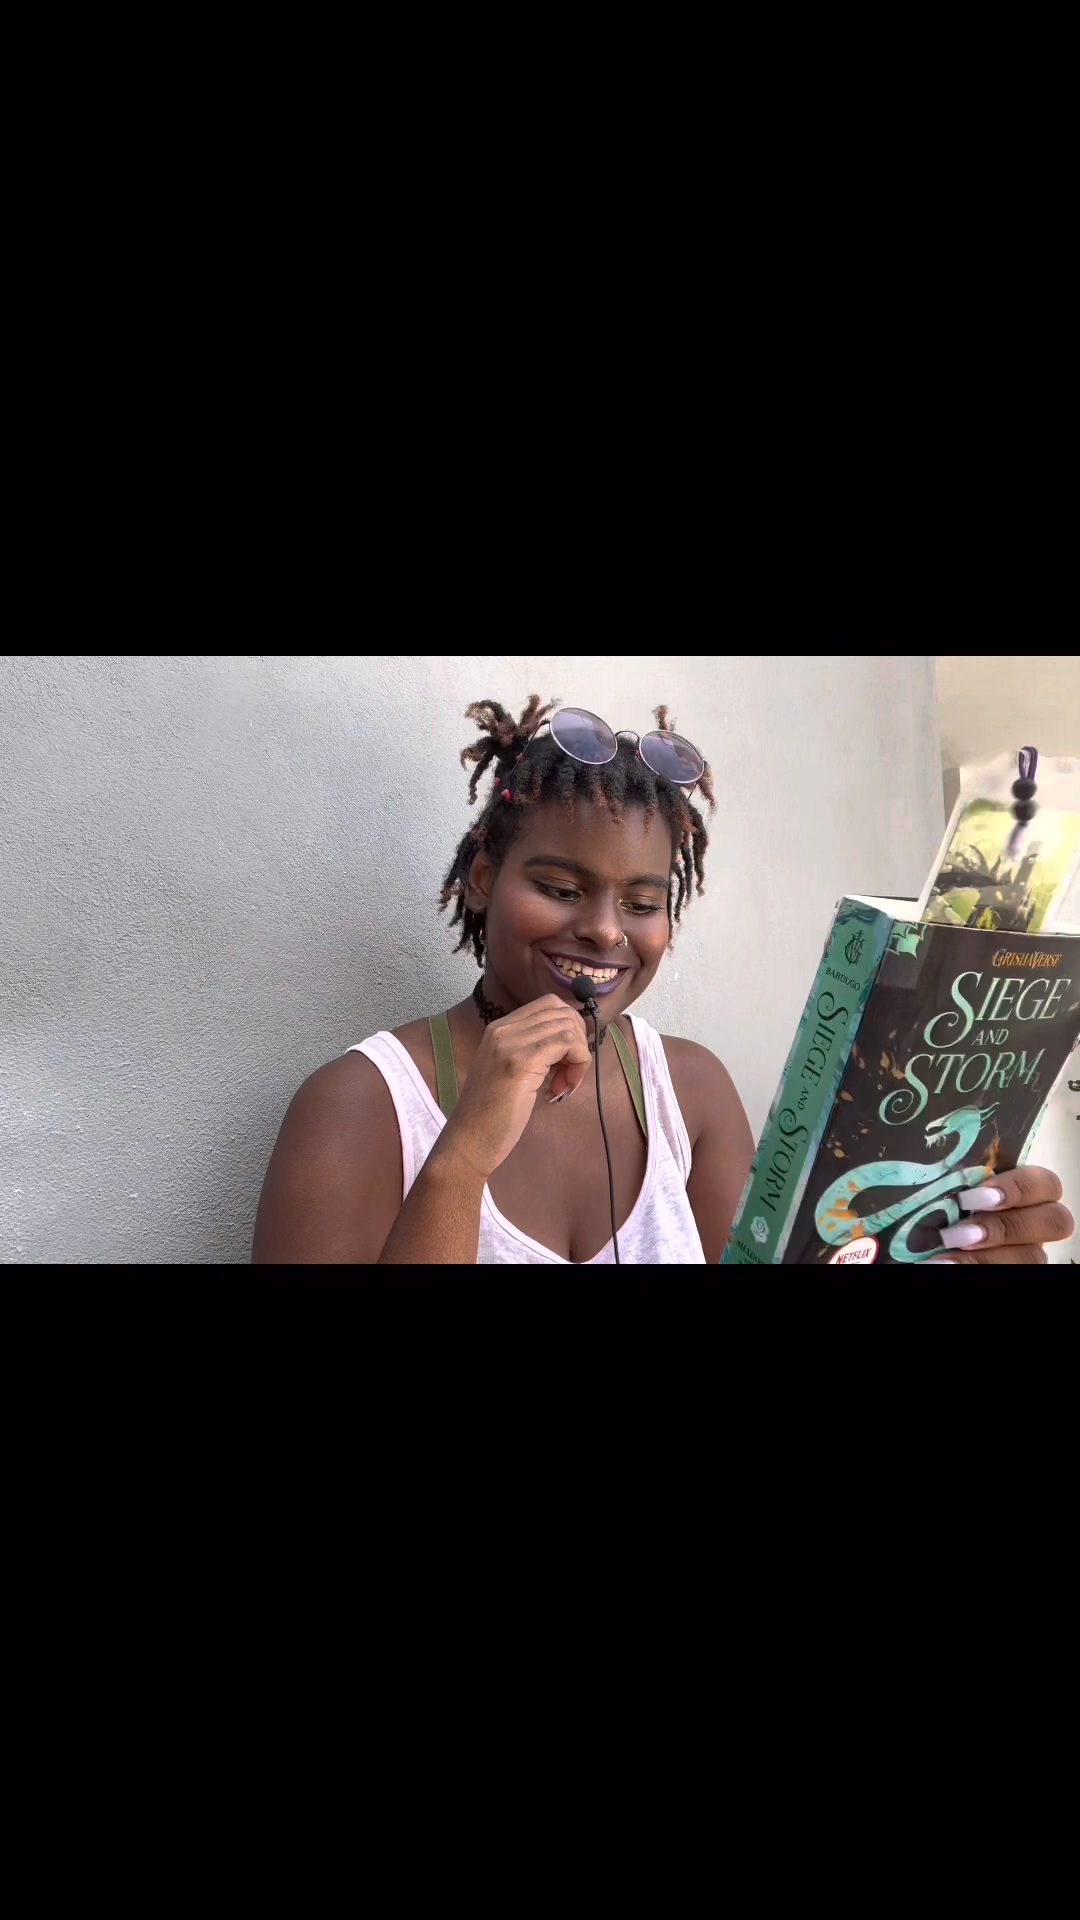 BARDUGO
SIEGE AND STORM
GRISHAVERSE
SIEGE
AND
STORM
NETFLIX